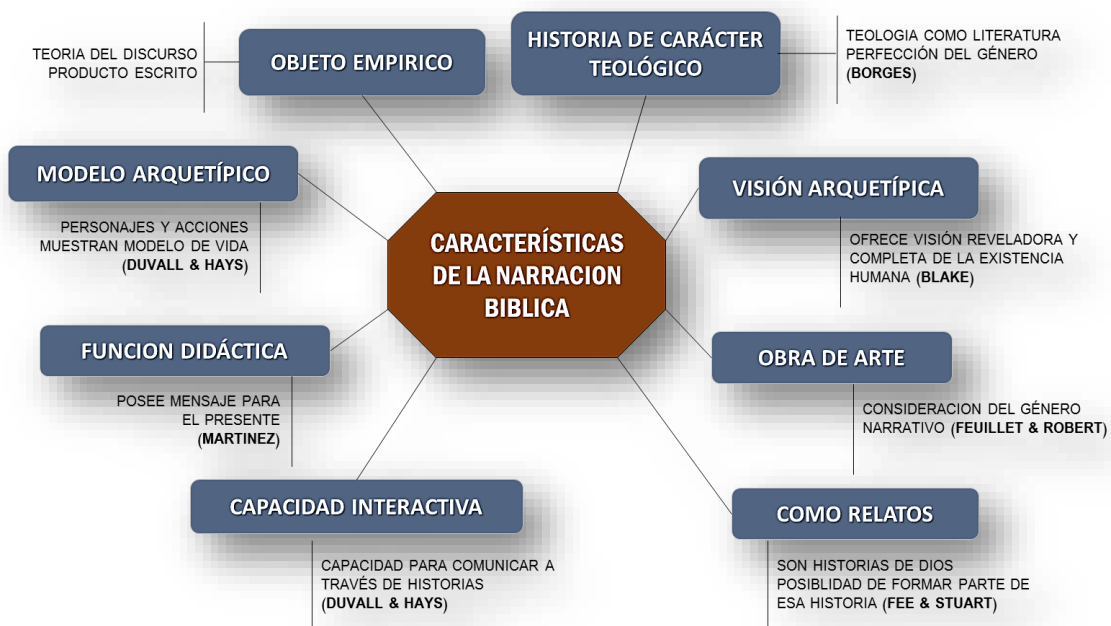 TEORIA DEL DISCURSO
PRODUCTO ESCRITO
OBJETO EMPIRICO
HISTORIA DE CARÁCTER
TEOLÓGICO
TEOLOGIA COMO LITERATURA
PERFECCIÓN DEL GÉNERO
(BORGES)
MODELO ARQUETÍPICO
PERSONAJES Y ACCIONES
MUESTRAN MODELO DE VIDA
(DUVALL & HAYS)
VISIÓN ARQUETÍPICA
OFRECE VISIÓN REVELADORA Y
COMPLETA DE LA EXISTENCIA
HUMANA (BLAKE)
CARACTERÍSTICAS
DE LA NARRACION
BIBLICA
FUNCION DIDÁCTICA
POSEE MENSAJE PARA
EL PRESENTE
(MARTINEZ)
OBRA DE ARTE
CONSIDERACION DEL GÉNERO
NARRATIVO (FEUILLET & ROBERT)
CAPACIDAD INTERACTIVA
CAPACIDAD PARA COMUNICAR A
TRAVÉS DE HISTORIAS
(DUVALL & HAYS)
COMO RELATOS
SON HISTORIAS DE DIOS
POSIBLIDAD DE FORMAR PARTE DE
ESA HISTORIA (FEE & STUART)